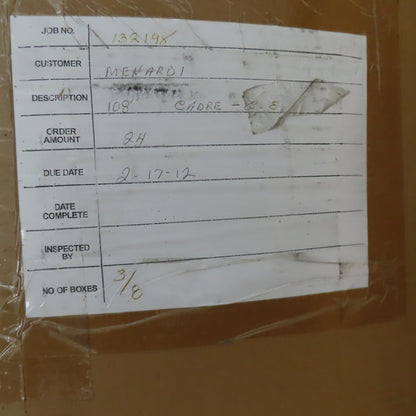 JOB NO. 13219X
CUSTOMER MENARDI
DESCRIPTION 108" CADRE - G.E.
ORDER AMOUNT 24
DUE DATE 2-17-12
DATE COMPLETE
INSPECTED BY
NO OF BOXES 3/8